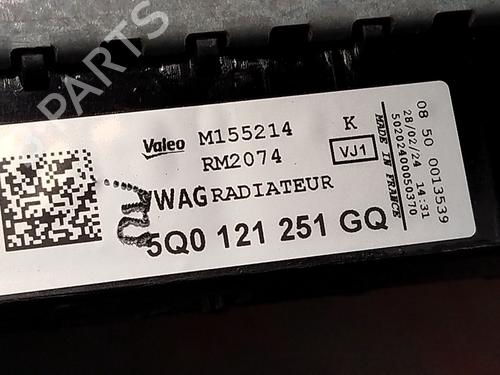 Valeo M155214 K
RM2074 VJ1
VWAG RADIATEUR
5Q0 121 251 GQ
MADE IN FRANCE
50202400050370
28/02/24 14:31
08 50 0013539
B-PARTS